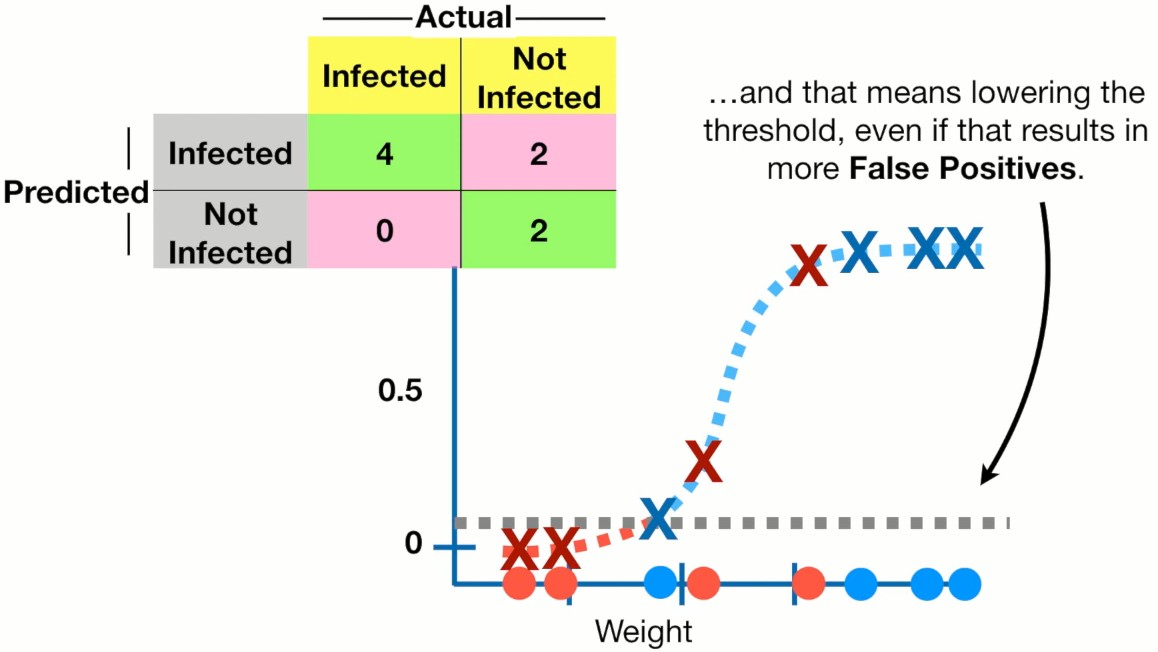 Actual
Infected
Not
Infected
…and that means lowering the
threshold, even if that results in
more False Positives.
Predicted
Infected
4
2
Not
Infected
0
2
0.5
0
Weight